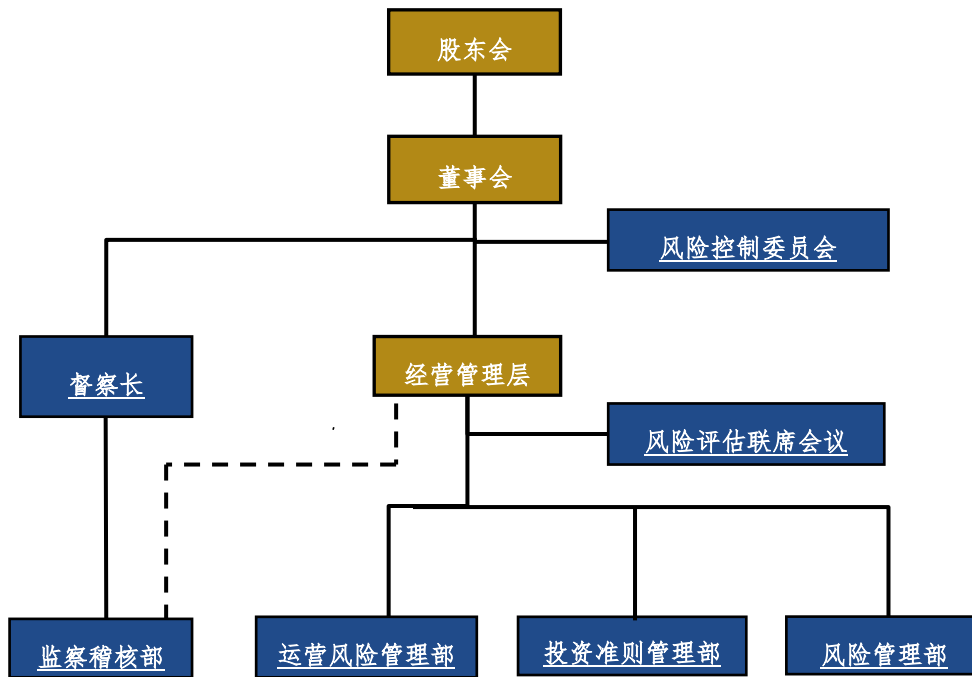 股东会
董事会
风险控制委员会
督察长
经营管理层
风险评估联席会议
监察稽核部
运营风险管理部
投资准则管理部
风险管理部